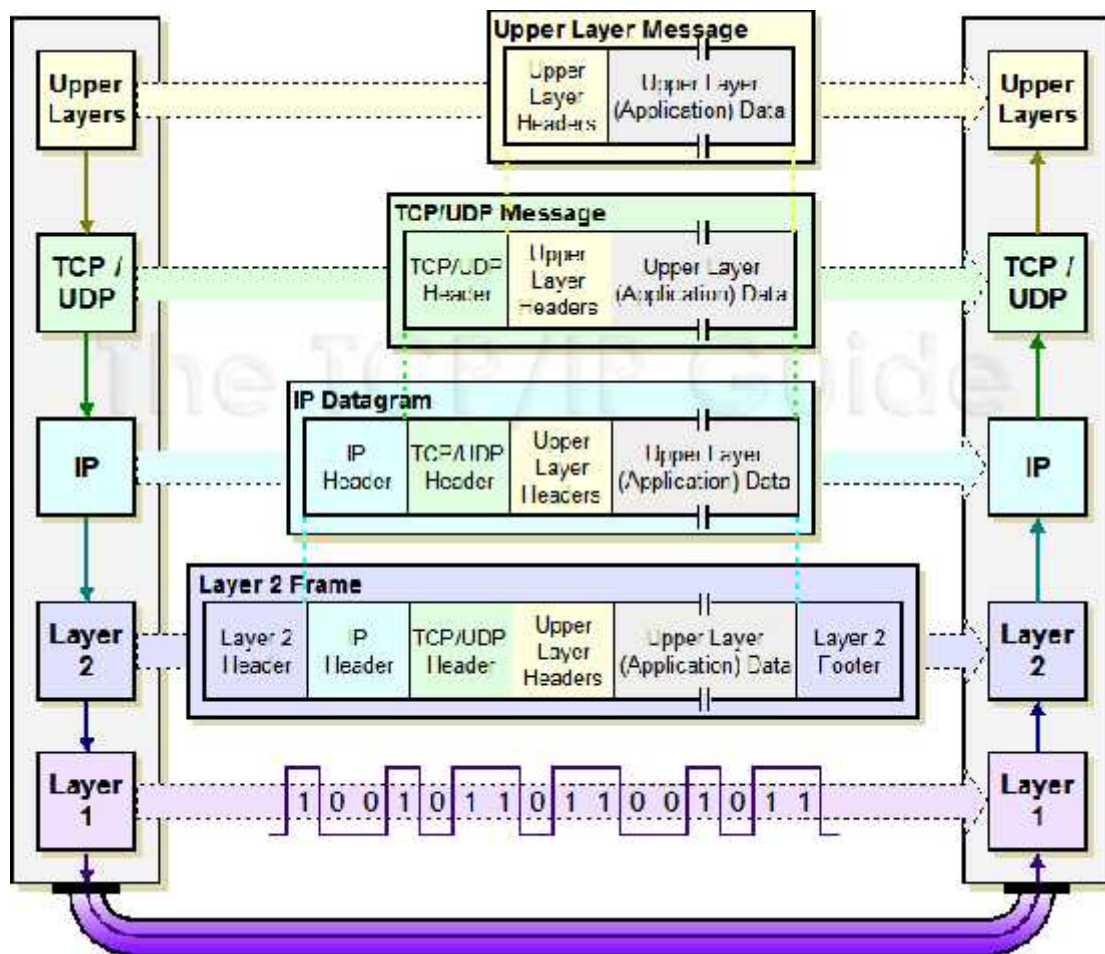 Upper Layer Message
Upper
Layers
Upper
Layer
Headers
Upper Layer
(Application) Data
Upper
Layers
TCP/UDP Message
TCP /
UDP
TCP/UDP
Header
Upper
Layer
Headers
Upper Layer
(Application) Data
TCP /
UDP
The TCP/IP Guide
IP Datagram
IP
IP
Header
TCP/UDP
Header
Upper
Layer
Headers
Upper Layer
(Application) Data
IP
Layer 2 Frame
Layer
2
Layer 2
Header
IP
Header
TCP/UDP
Header
Upper
Layer
Headers
Upper Layer
(Application) Data
Layer 2
Footer
Layer
2
Layer
1
1 0 0 1 0 1 1 0 1 1 0 0 1 0 1 1
Layer
1